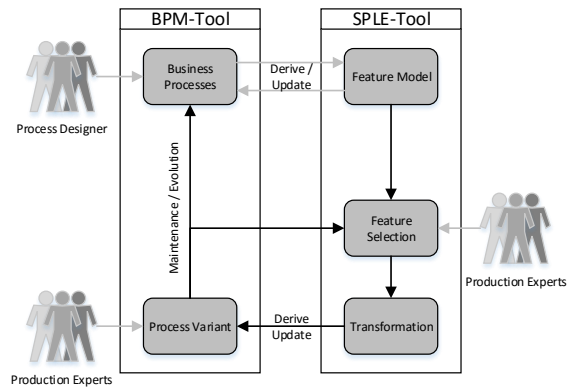 BPM-Tool
SPLE-Tool
Business
Processes
Derive /
Update
Feature Model
Process Designer
Maintenance / Evolution
Feature
Selection
Production Experts
Process Variant
Derive
Update
Transformation
Production Experts